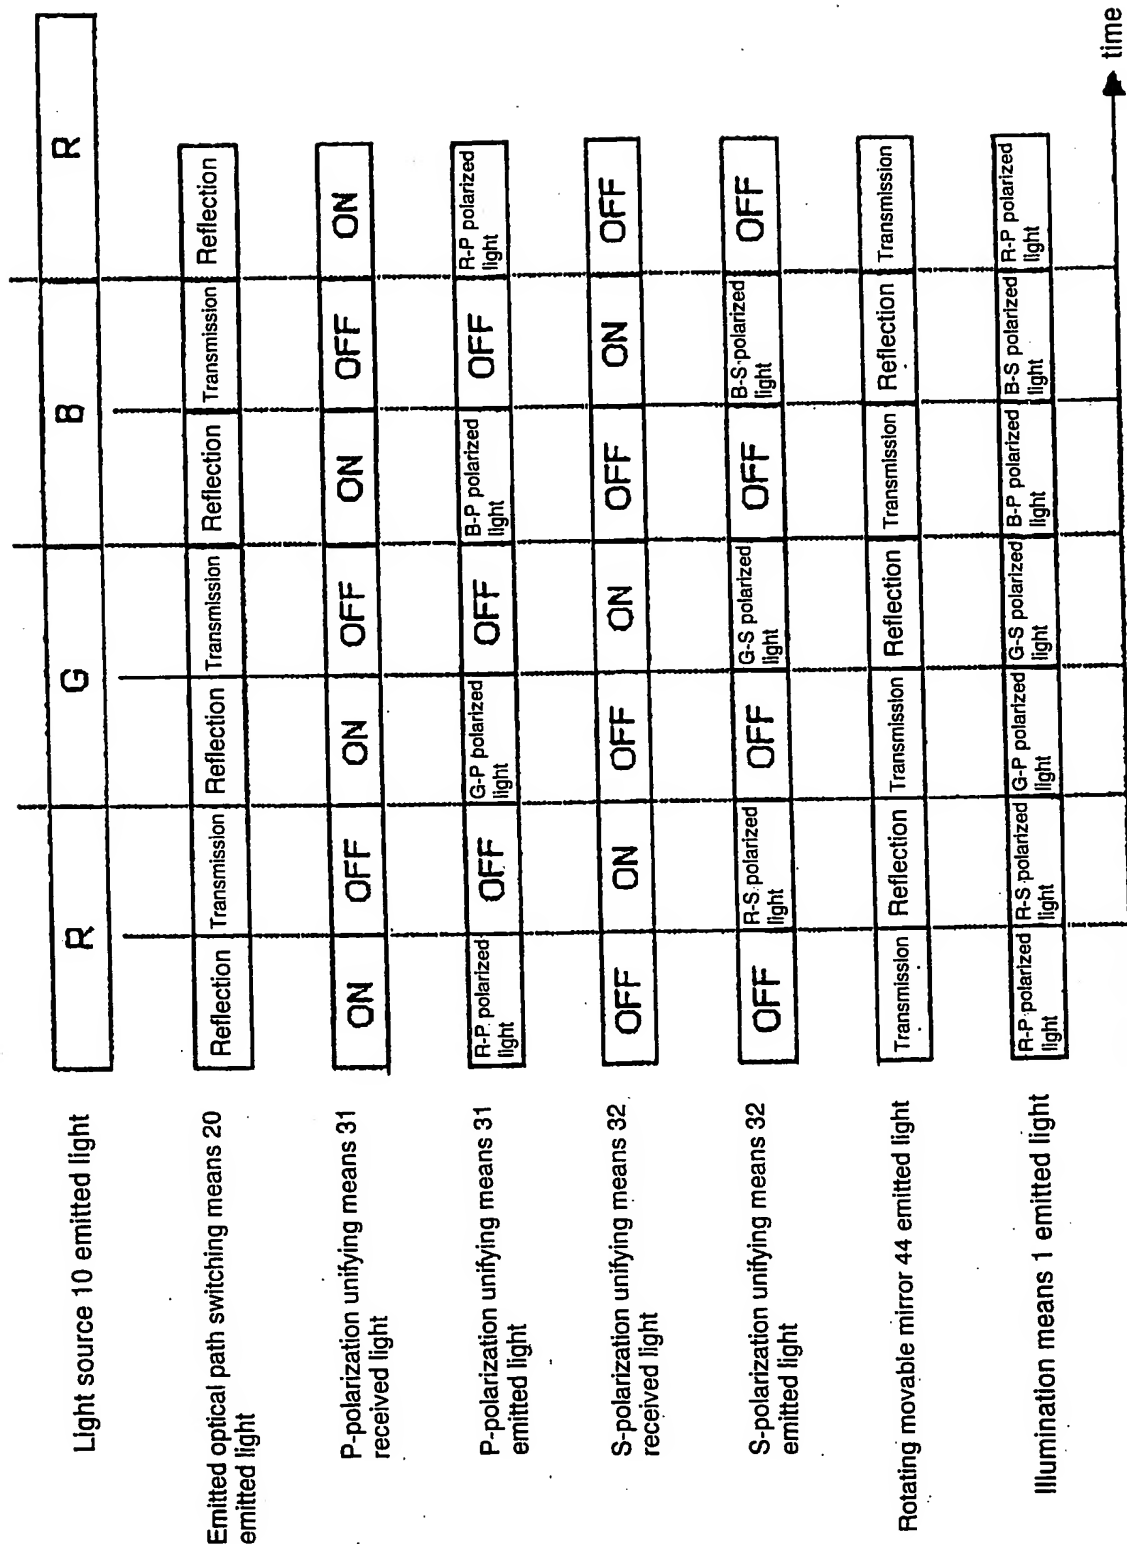 Light source 10 emitted light
R
G
B
R
Emitted optical path switching means 20
emitted light
Reflection
Transmission
Reflection
Transmission
Reflection
Transmission
Reflection
P-polarization unifying means 31
received light
ON
OFF
ON
OFF
ON
OFF
ON
P-polarization unifying means 31
emitted light
R-P polarized
light
OFF
G-P polarized
light
OFF
B-P polarized
light
OFF
R-P polarized
light
S-polarization unifying means 32
received light
OFF
ON
OFF
ON
OFF
ON
OFF
S-polarization unifying means 32
emitted light
OFF
R-S polarized
light
OFF
G-S polarized
light
OFF
B-S polarized
light
OFF
Rotating movable mirror 44 emitted light
Transmission
Reflection
Transmission
Reflection
Transmission
Reflection
Transmission
Illumination means 1 emitted light
R-P polarized
light
R-S polarized
light
G-P polarized
light
G-S polarized
light
B-P polarized
light
B-S polarized
light
R-P polarized
light
time